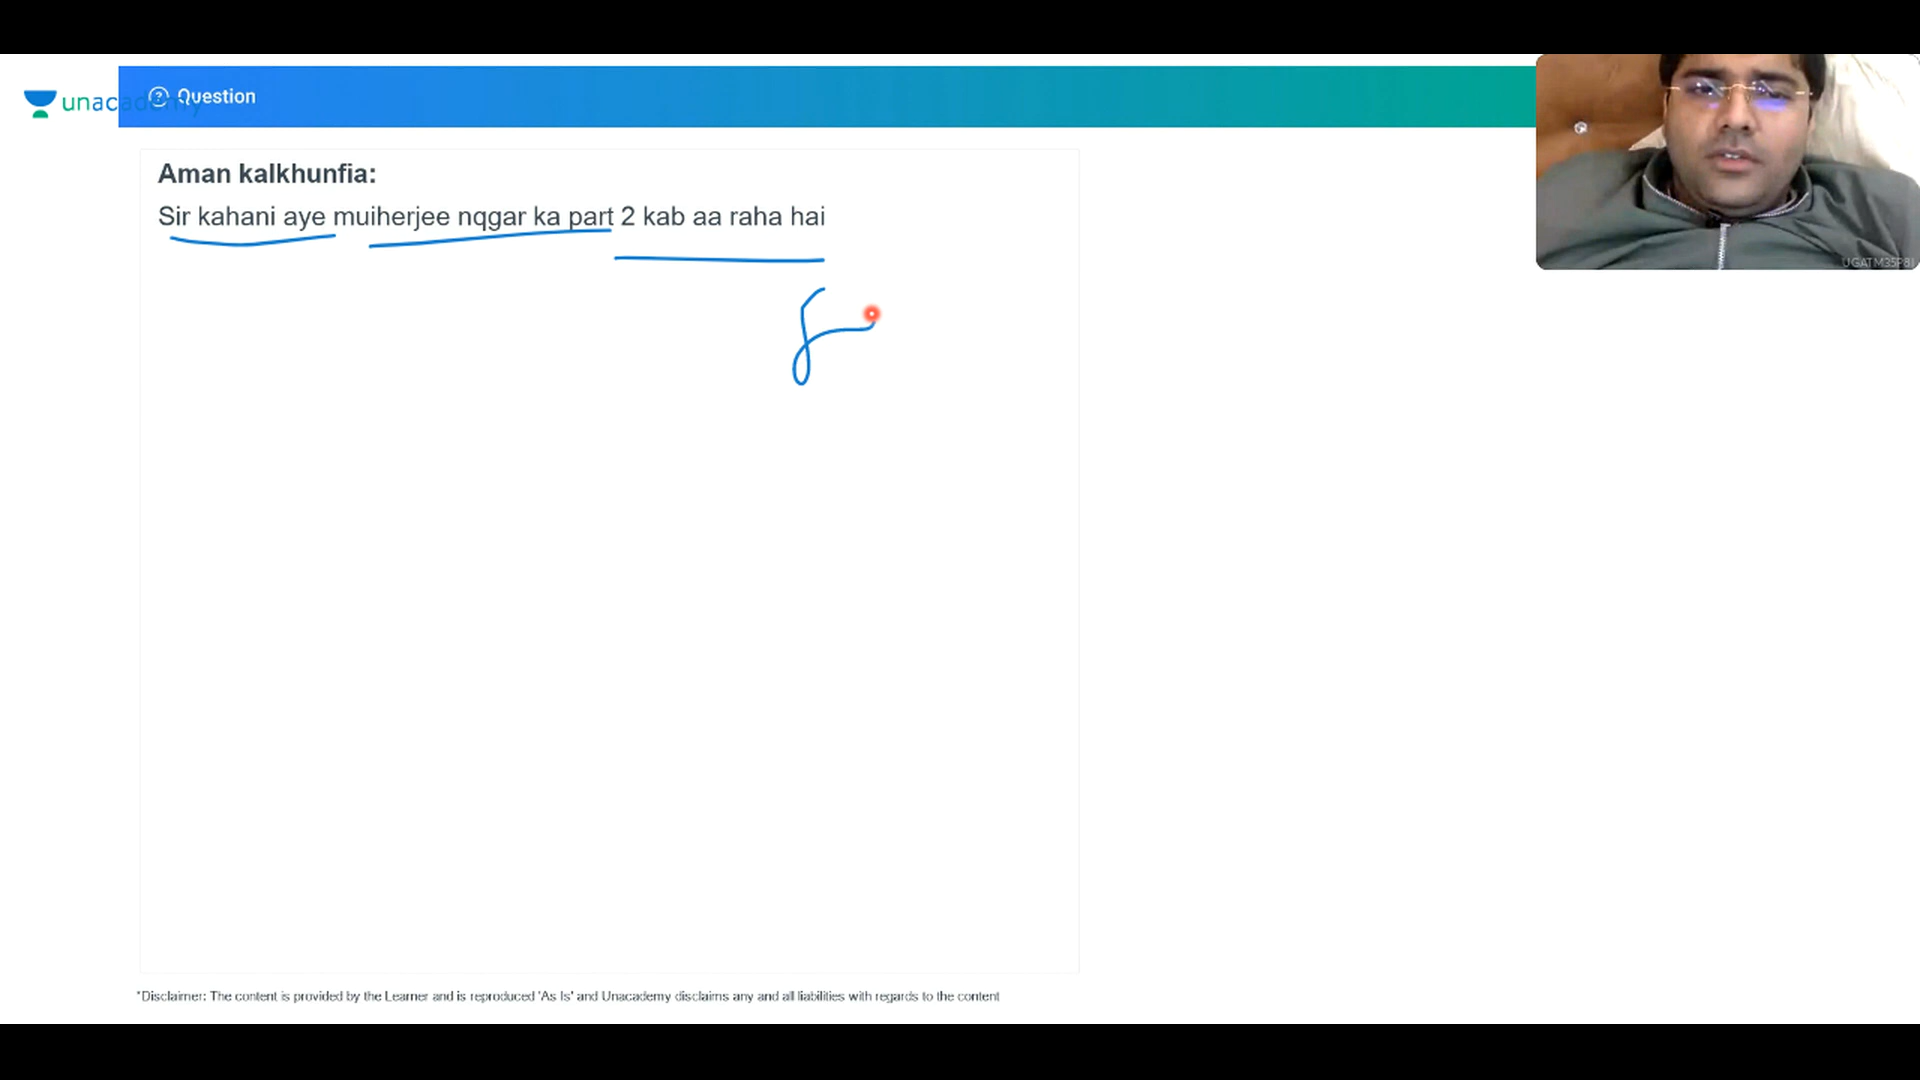 unacademy
Question
Aman kalkhunfia:
Sir kahani aye muiherjee nqgar ka part 2 kab aa raha hai
UGATM35P8I
*Disclaimer: The content is provided by the Learner and is reproduced 'As Is' and Unacademy disclaims any and all liabilities with regards to the content